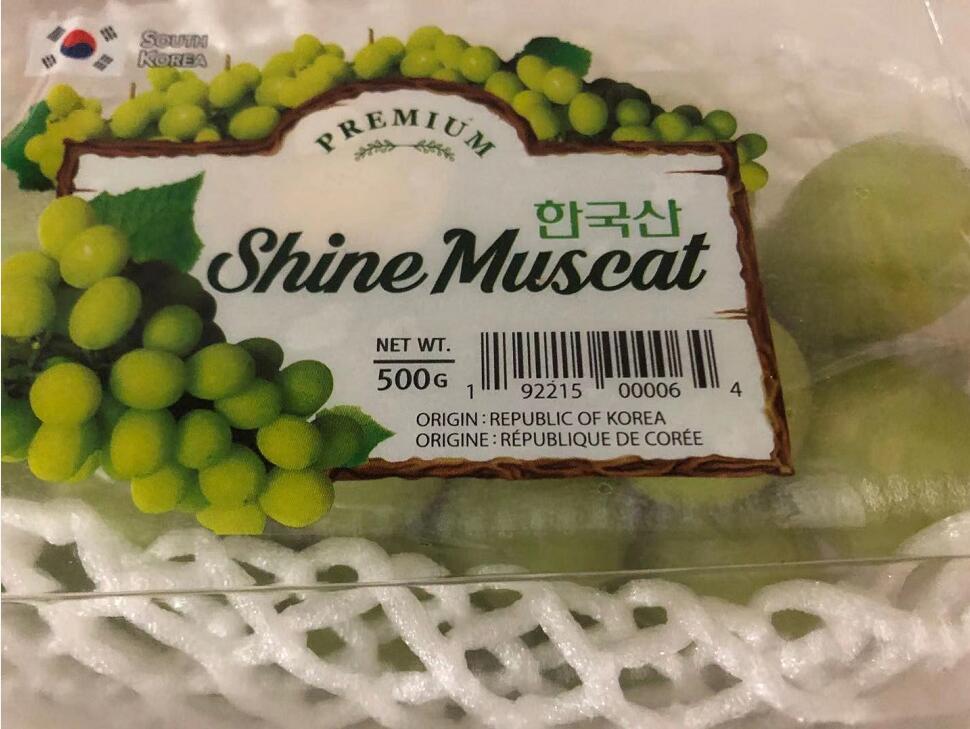 SOUTH
KOREA
PREMIUM
한국산
Shine Muscat
NET WT.
500G
1 92215 00006 4
ORIGIN : REPUBLIC OF KOREA
ORIGINE : RÉPUBLIQUE DE CORÉE